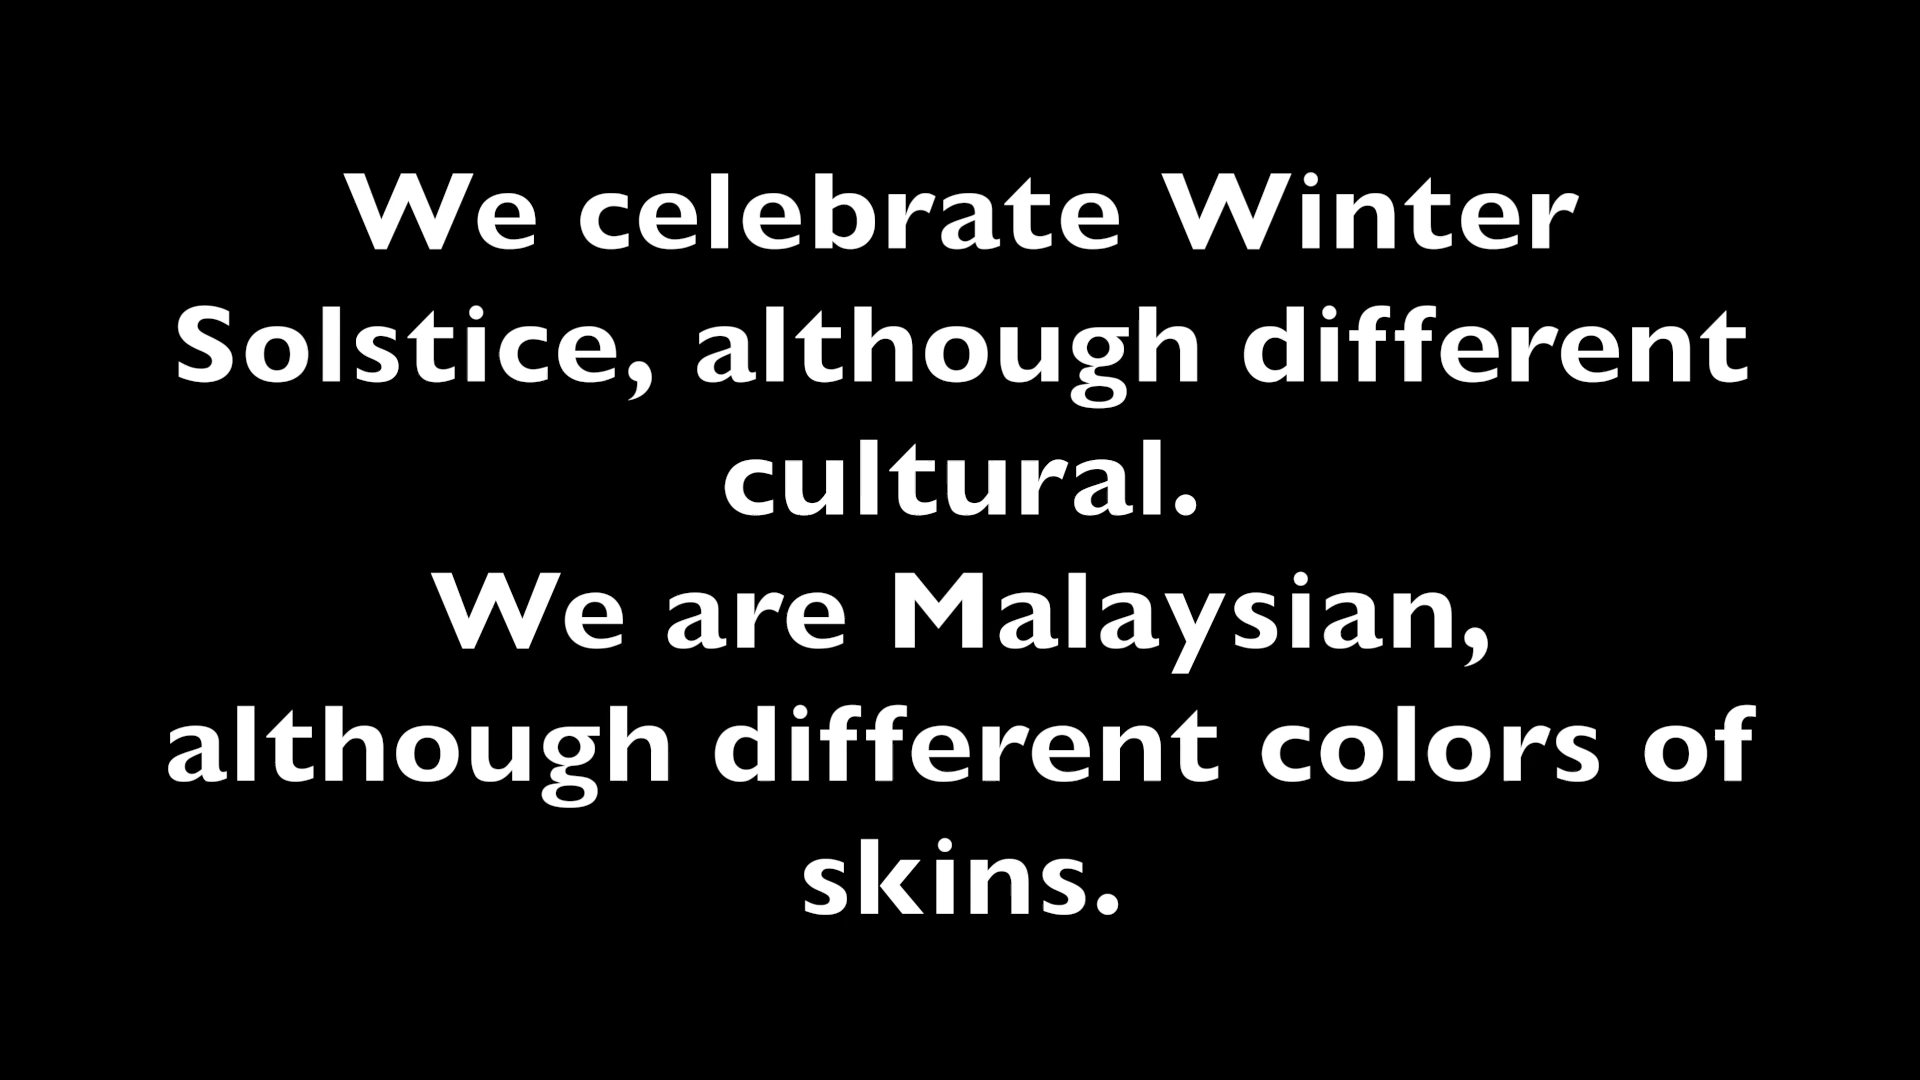 We celebrate Winter
Solstice, although different
cultural.
We are Malaysian,
although different colors of
skins.